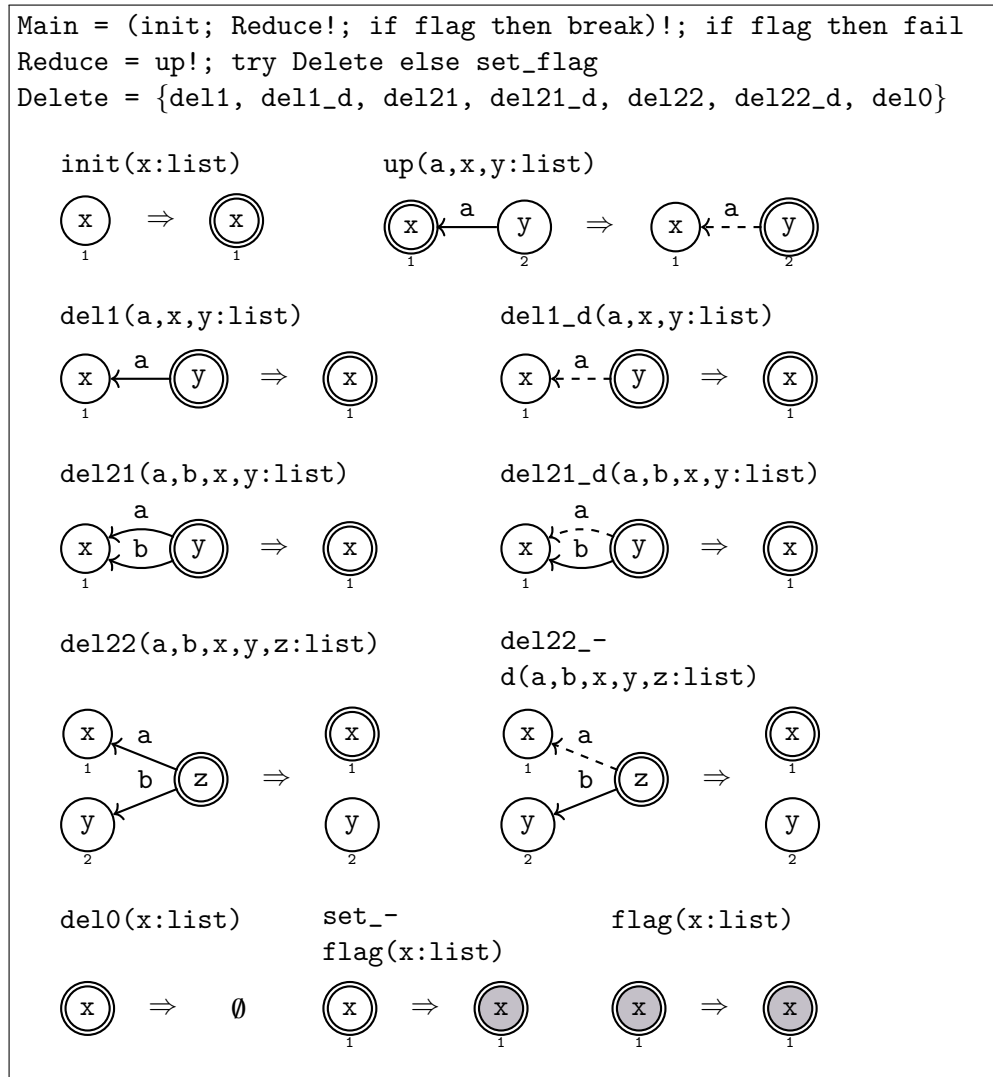 Main = (init; Reduce!; if flag then break)!; if flag then fail
Reduce = up!; try Delete else set_flag
Delete = {del1, del1_d, del21, del21_d, del22, del22_d, del0}
init(x:list) up(a,x,y:list)
x ⇒ x x a y ⇒ x a y
1 1 1 2 1 2
del1(a,x,y:list) del1_d(a,x,y:list)
x a y ⇒ x x a y ⇒ x
1 1 1 1
del21(a,b,x,y:list) del21_d(a,b,x,y:list)
a a
x b y ⇒ x x b y ⇒ x
1 1 1 1
del22(a,b,x,y,z:list) del22_-
d(a,b,x,y,z:list)
x a x x a x
1 1 1 1
b z ⇒ b z ⇒
y y y y
2 2 2 2
del0(x:list) set_- flag(x:list)
flag(x:list)
x ⇒ ∅ x ⇒ x x ⇒ x
1 1 1 1